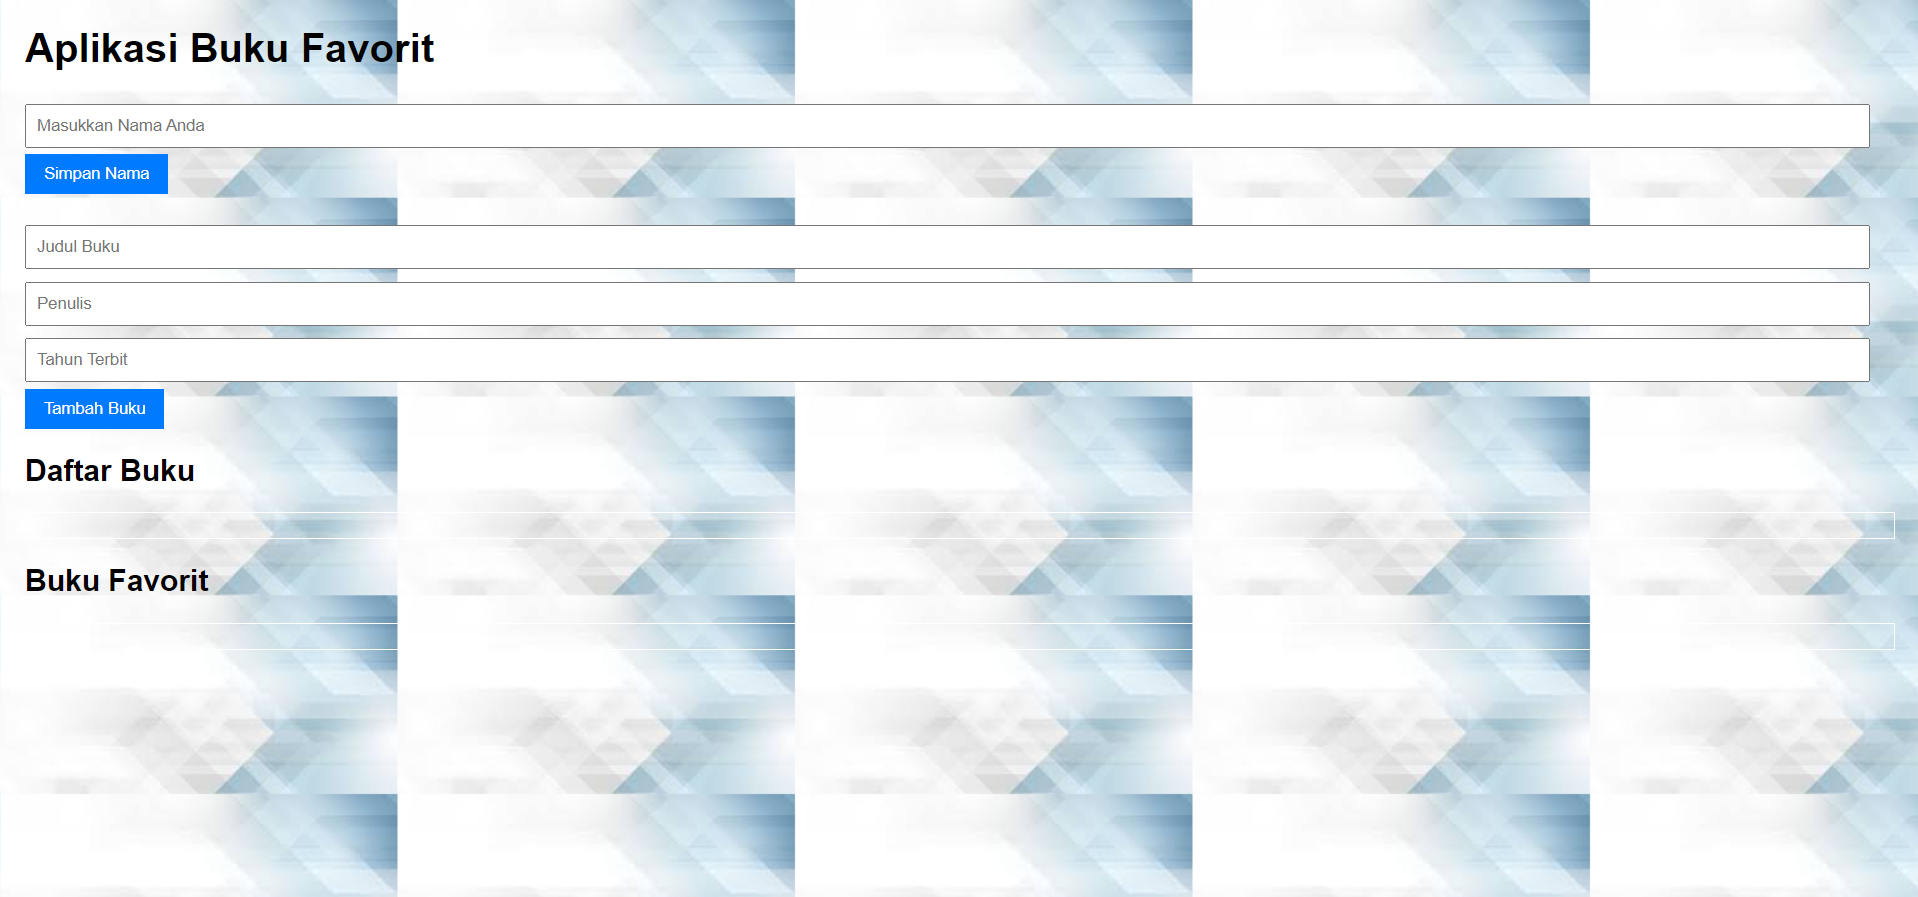 Aplikasi Buku Favorit
Masukkan Nama Anda
Simpan Nama
Judul Buku
Penulis
Tahun Terbit
Tambah Buku
Daftar Buku
Buku Favorit